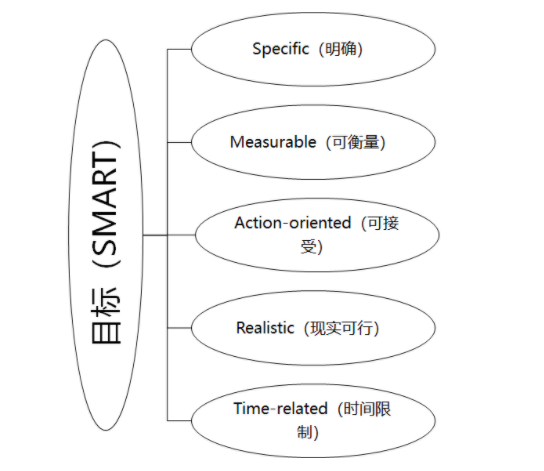 目标（SMART）
Specific（明确）
Measurable（可衡量）
Action-oriented（可接
受）
Realistic（现实可行）
Time-related（时间限
制）